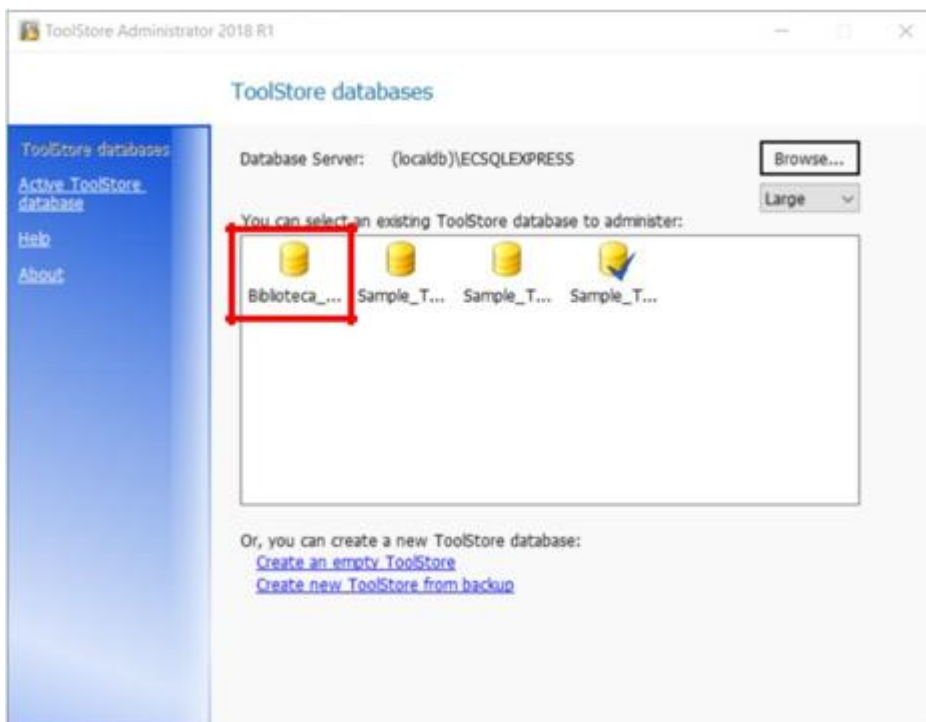 ToolStore Administrator 2018 R1
ToolStore databases
ToolStore databases
Active ToolStore
database
Help
About
Database Server: (localdb)\ECSQLEXPRESS
Browse...
Large
You can select an existing ToolStore database to administer:
Biblioteca_... Sample_T... Sample_T... Sample_T...
Or, you can create a new ToolStore database:
Create an empty ToolStore
Create new ToolStore from backup